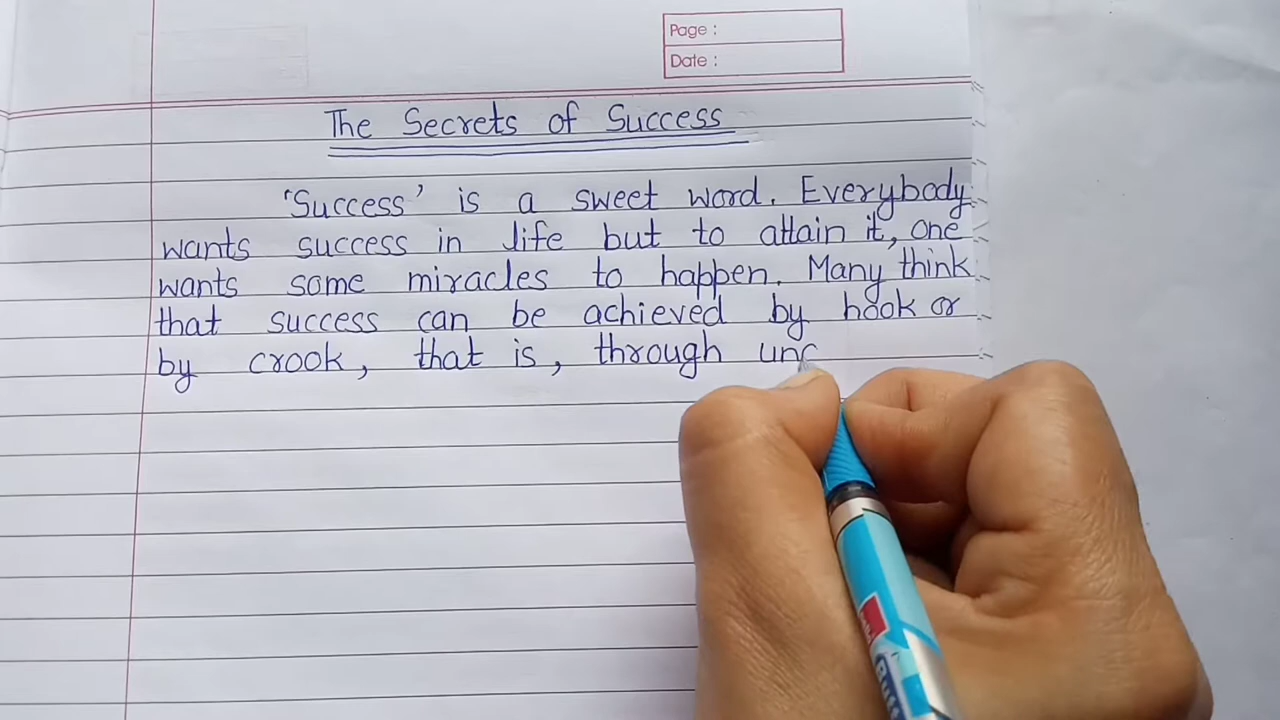 Page :
Date :
The Secrets of Success
'Success' is a sweet word. Everybody
wants success in life but to attain it, one
wants some miracles to happen. Many think
that success can be achieved by hook or
by crook, that is, through unc